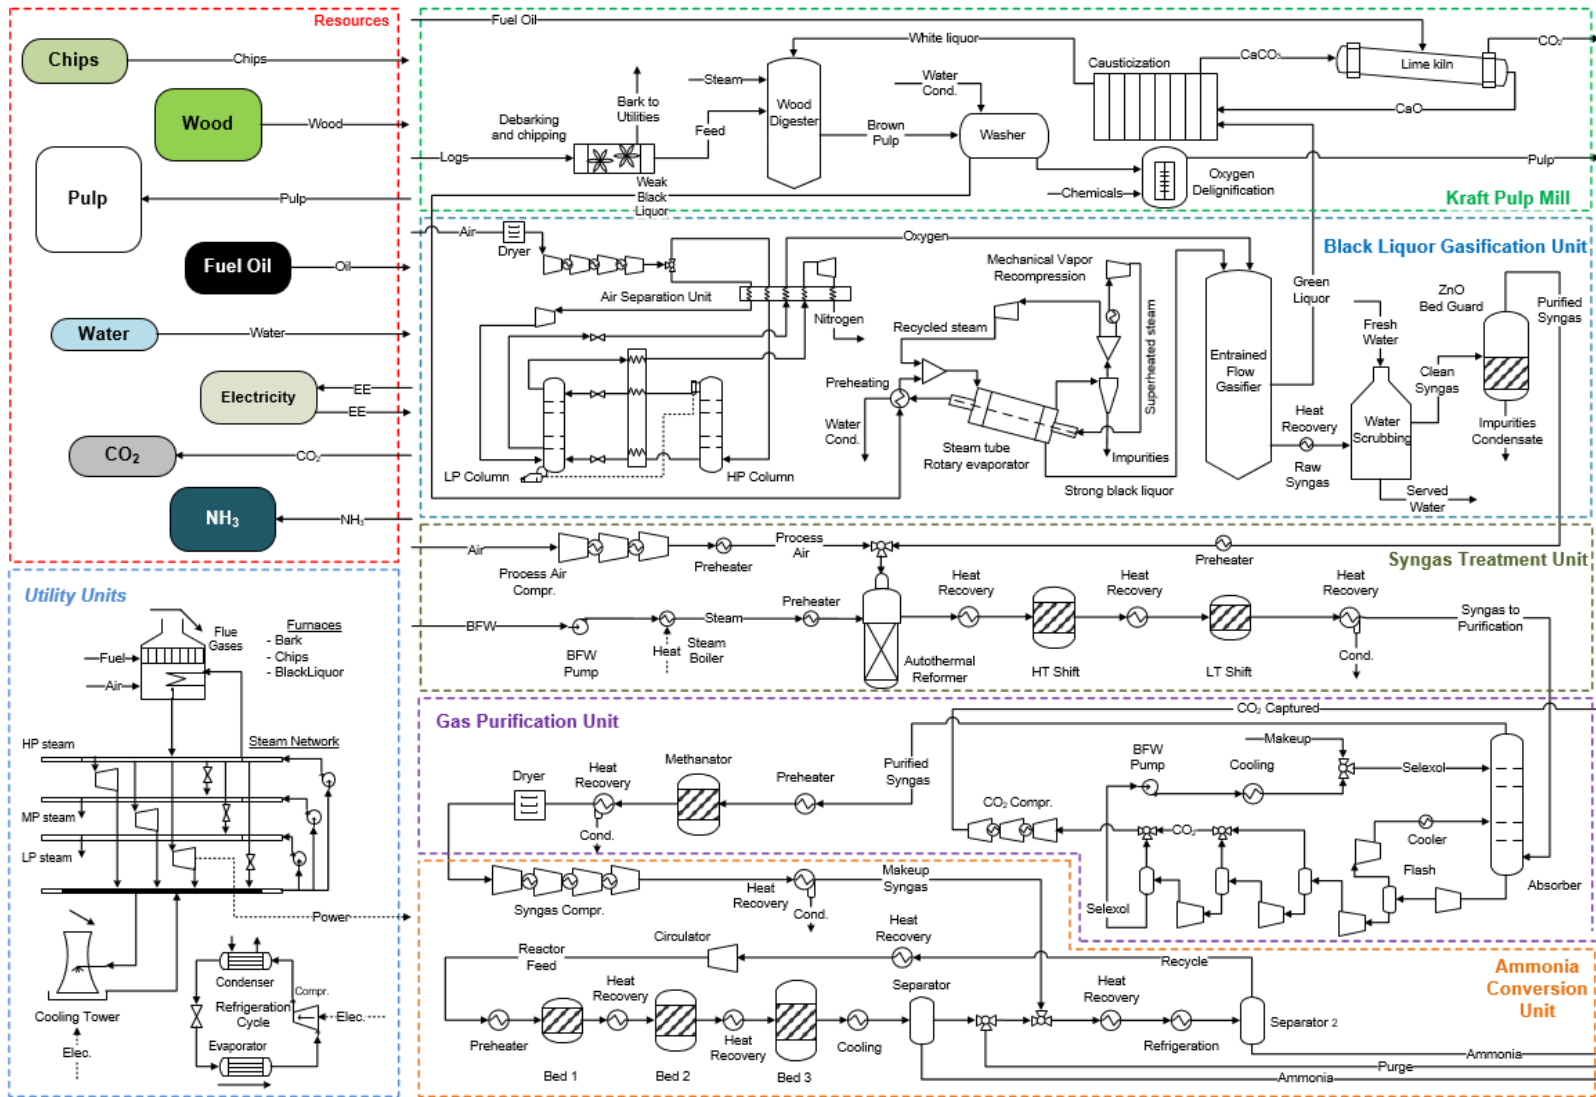 Resources
Chips
Chips
Wood
Wood
Pulp
Pulp
Fuel Oil
Oil
Water
Water
Electricity
EE
EE
CO₂
CO₂
NH₃
NH₃
Utility Units
Flue
Gases
Furnaces
- Bark
- Chips
- BlackLiquor
Fuel
Air
HP steam
Steam Network
MP steam
LP steam
Power
Cooling Tower
Elec.
Condenser
Compr.
Refrigeration
Cycle
Elec.
Evaporator
Fuel Oil
White liquor
Steam
Water
Cond.
Causticization
CaCO₃
Lime kiln
CO₂
CaO
Bark to
Utilities
Debarking
and chipping
Feed
Wood
Digester
Brown
Pulp
Washer
Logs
Pulp
Weak
Black
Liquor
Chemicals
Oxygen
Delignification
Kraft Pulp Mill
Air
Dryer
Oxygen
Black Liquor Gasification Unit
Air Separation Unit
Nitrogen
Mechanical Vapor
Recompression
Recycled steam
Superheated steam
Preheating
Water
Cond.
Steam tube
Rotary evaporator
Impurities
Strong black liquor
LP Column
HP Column
Entrained
Flow
Gasifier
Green
Liquor
Fresh
Water
ZnO
Bed Guard
Purified
Syngas
Clean
Syngas
Heat
Recovery
Raw
Syngas
Water
Scrubbing
Impurities
Condensate
Served
Water
Air
Process Air
Compr.
Preheater
Process
Air
Preheater
Syngas Treatment Unit
BFW
BFW
Pump
Heat
Steam
Steam
Boiler
Preheater
Autothermal
Reformer
Heat
Recovery
HT Shift
Heat
Recovery
LT Shift
Heat
Recovery
Cond.
Syngas to
Purification
Gas Purification Unit
CO₂ Captured
Dryer
Heat
Recovery
Cond.
Methanator
Preheater
Purified
Syngas
Makeup
BFW
Pump
Cooling
Selexol
CO₂ Compr.
CO₂
Cooler
Flash
Selexol
Absorber
Syngas Compr.
Heat
Recovery
Cond.
Makeup
Syngas
Reactor
Feed
Circulator
Heat
Recovery
Recycle
Ammonia
Conversion
Unit
Preheater
Bed 1
Heat
Recovery
Bed 2
Heat
Recovery
Bed 3
Cooling
Separator
Heat
Recovery
Refrigeration
Separator 2
Ammonia
Purge
Ammonia